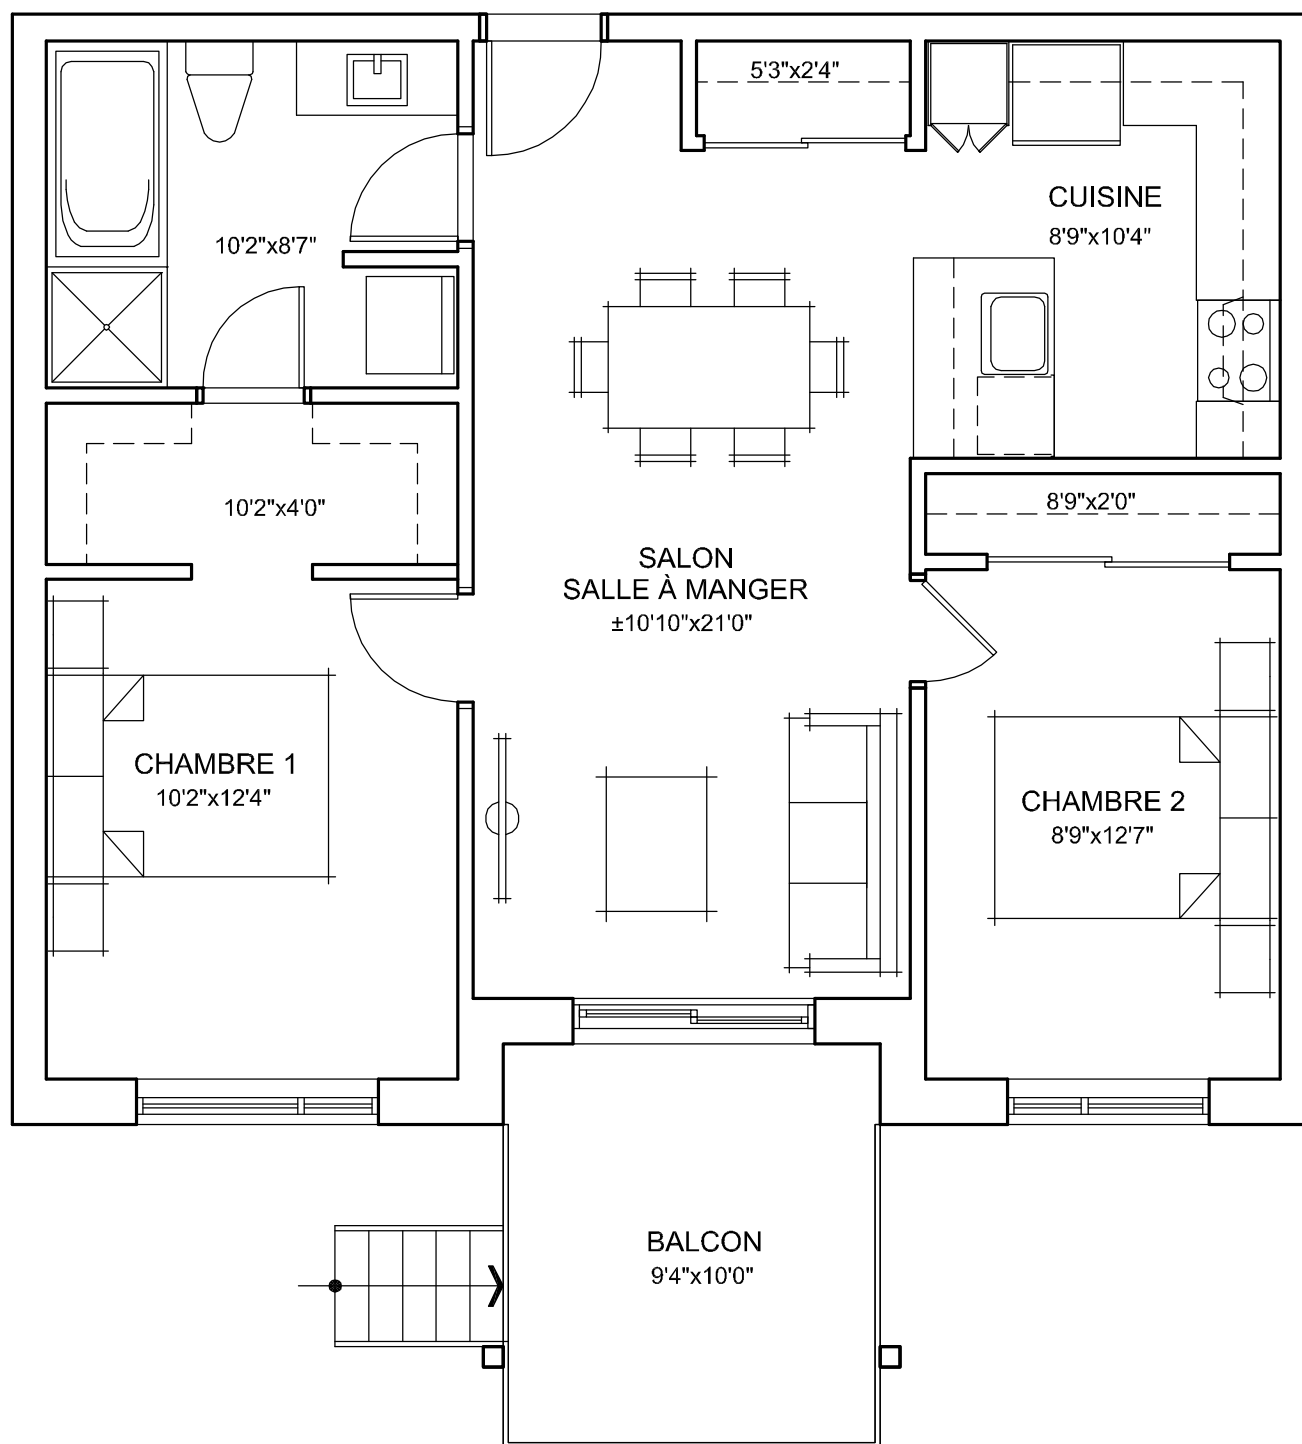 5'3"x2'4"
CUISINE
8'9"x10'4"
10'2"x8'7"
10'2"x4'0"
8'9"x2'0"
SALON
SALLE À MANGER
±10'10"x21'0"
CHAMBRE 1
10'2"x12'4"
CHAMBRE 2
8'9"x12'7"
BALCON
9'4"x10'0"